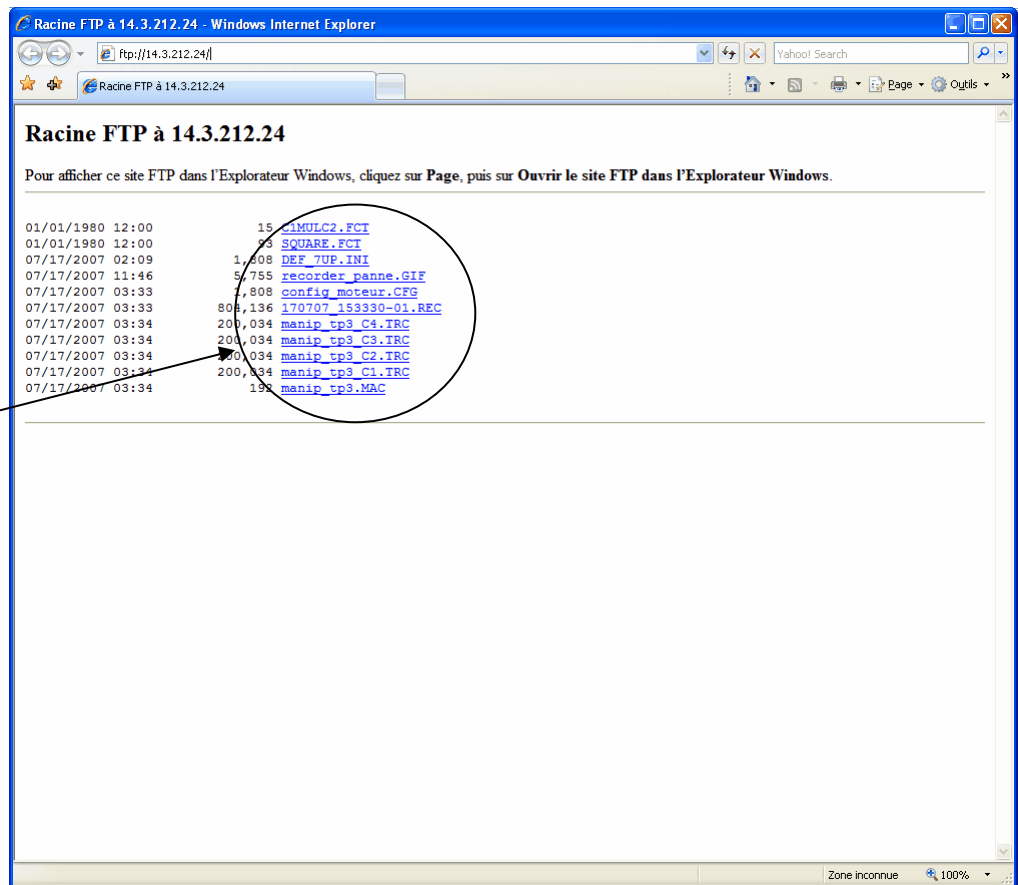 Racine FTP à 14.3.212.24 - Windows Internet Explorer
ftp://14.3.212.24/
Yahoo! Search
Racine FTP à 14.3.212.24
Page
Outils
»
Racine FTP à 14.3.212.24
Pour afficher ce site FTP dans l'Explorateur Windows, cliquez sur Page, puis sur Ouvrir le site FTP dans l'Explorateur Windows.
01/01/1980 12:00 15 C1MULC2.FCT
01/01/1980 12:00 93 SQUARE.FCT
07/17/2007 02:09 1,808 DEF_7UP.INI
07/17/2007 11:46 5,755 recorder_panne.GIF
07/17/2007 03:33 1,808 config_moteur.CFG
07/17/2007 03:33 804,136 170707_153330-01.REC
07/17/2007 03:34 200,034 manip_tp3_C4.TRC
07/17/2007 03:34 200,034 manip_tp3_C3.TRC
07/17/2007 03:34 200,034 manip_tp3_C2.TRC
07/17/2007 03:34 200,034 manip_tp3_C1.TRC
07/17/2007 03:34 192 manip_tp3.MAC
Zone inconnue
100%